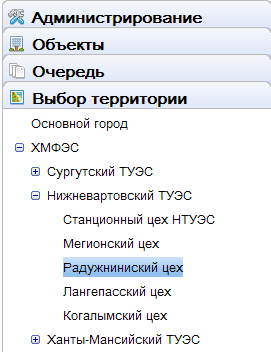 Администрирование
Объекты
Очередь
Выбор территории
Основной город
ХМФЭС
Сургутский ТУЭС
Нижневартовский ТУЭС
Станционный цех НТУЭС
Мегионский цех
Радужниниский цех
Лангепасский цех
Когалымский цех
Ханты-Мансийский ТУЭС